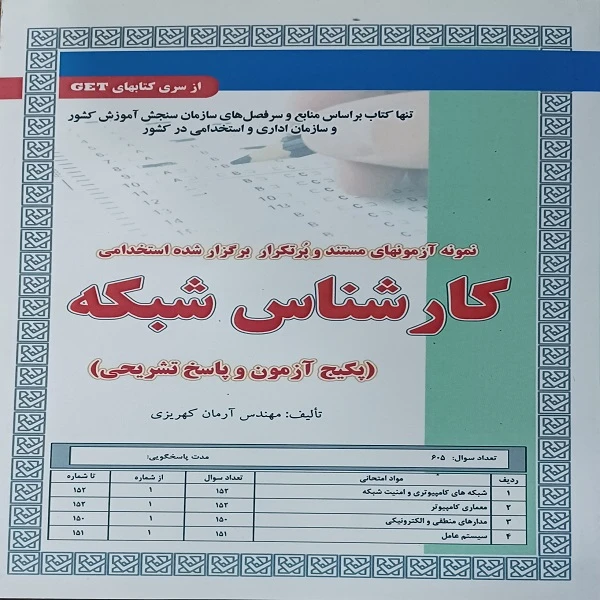 از سری کتابهای GET
تنها کتاب براساس منابع و سرفصل‌های سازمان سنجش آموزش کشور
و سازمان اداری و استخدامی در کشور
نمونه آزمونهای مستند و پُرتکرار برگزار شده استخدامی
کارشناس شبکه
(پکیج آزمون و پاسخ تشریحی)
تألیف: مهندس آرمان کهریزی
تعداد سوال: ۶۰۵ مدت پاسخگویی:
ردیف مواد امتحانی تعداد سوال از شماره تا شماره
۱ شبکه های کامپیوتری و امنیت شبکه ۱۵۲ ۱ ۱۵۲
۲ معماری کامپیوتر ۱۵۲ ۱ ۱۵۲
۳ مدارهای منطقی و الکترونیکی ۱۵۰ ۱ ۱۵۰
۴ سیستم عامل ۱۵۱ ۱ ۱۵۱